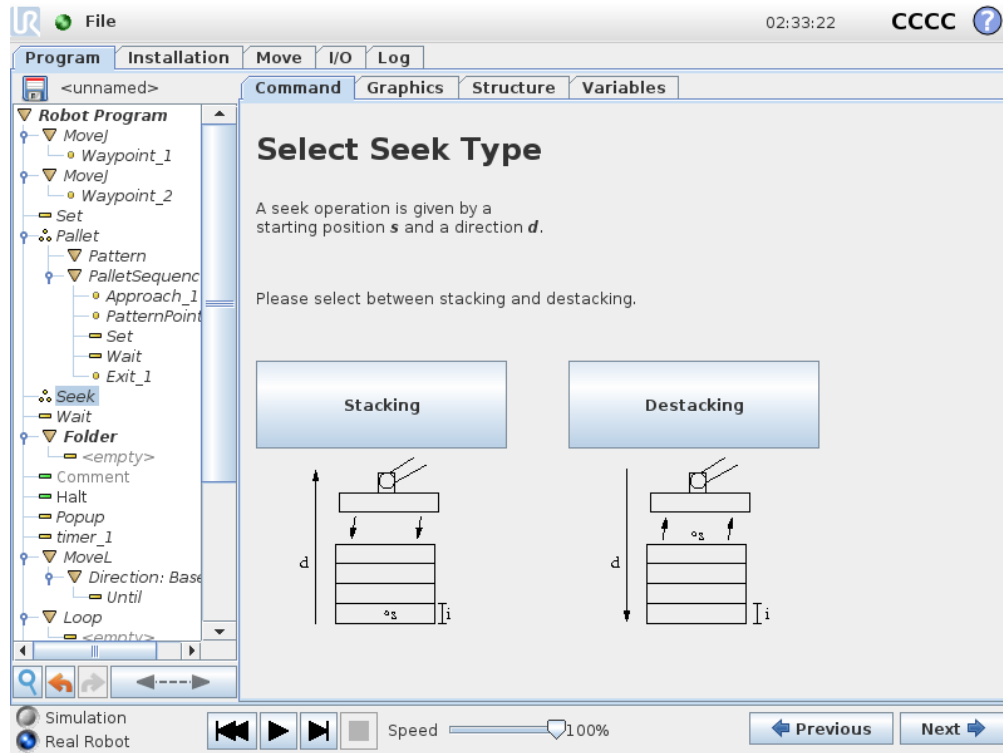 UR File 02:33:22 CCCC ?
Program Installation Move I/O Log
<unnamed>
Command Graphics Structure Variables
Robot Program
MoveJ
Waypoint_1
MoveJ
Waypoint_2
Set
Pallet
Pattern
PalletSequenc
Approach_1
PatternPoint
Set
Wait
Exit_1
Seek
Wait
Folder
<empty>
Comment
Halt
Popup
timer_1
MoveL
Direction: Base
Until
Loop
<empty>
Select Seek Type
A seek operation is given by a
starting position s and a direction d.
Please select between stacking and destacking.
Stacking Destacking
d s i
d s i
Simulation
Real Robot
Speed 100%
Previous Next